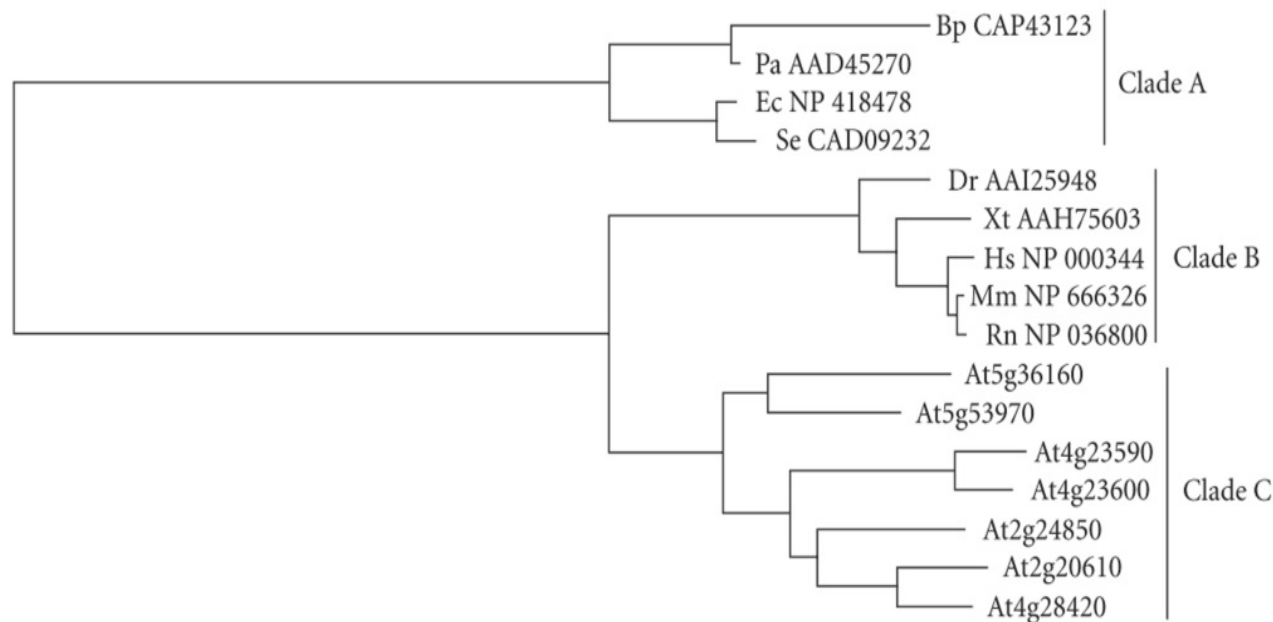 Bp CAP43123
Pa AAD45270
Clade A
Ec NP 418478
Se CAD09232
Dr AAI25948
Xt AAH75603
Hs NP 000344
Clade B
Mm NP 666326
Rn NP 036800
At5g36160
At5g53970
At4g23590
At4g23600
Clade C
At2g24850
At2g20610
At4g28420